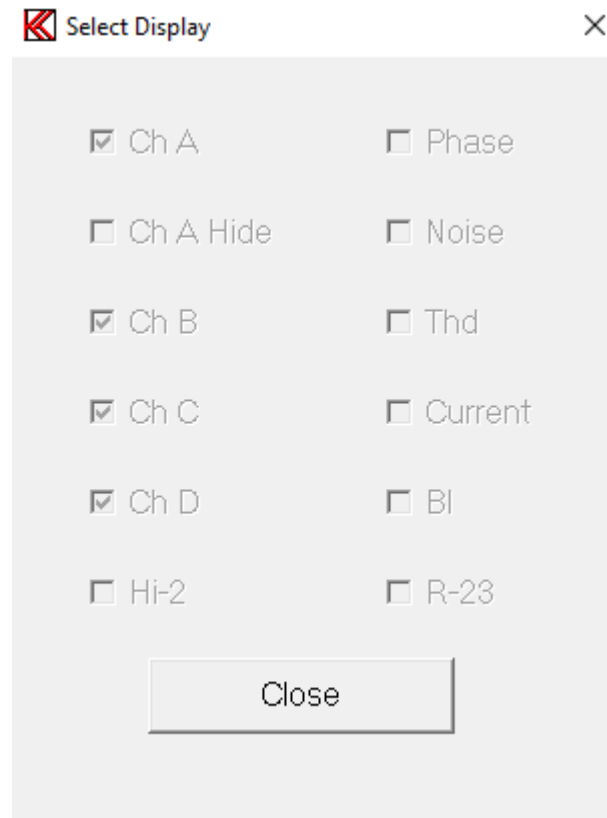 Select Display
Ch A
Phase
Ch A Hide
Noise
Ch B
Thd
Ch C
Current
Ch D
Bl
Hi-2
R-23
Close